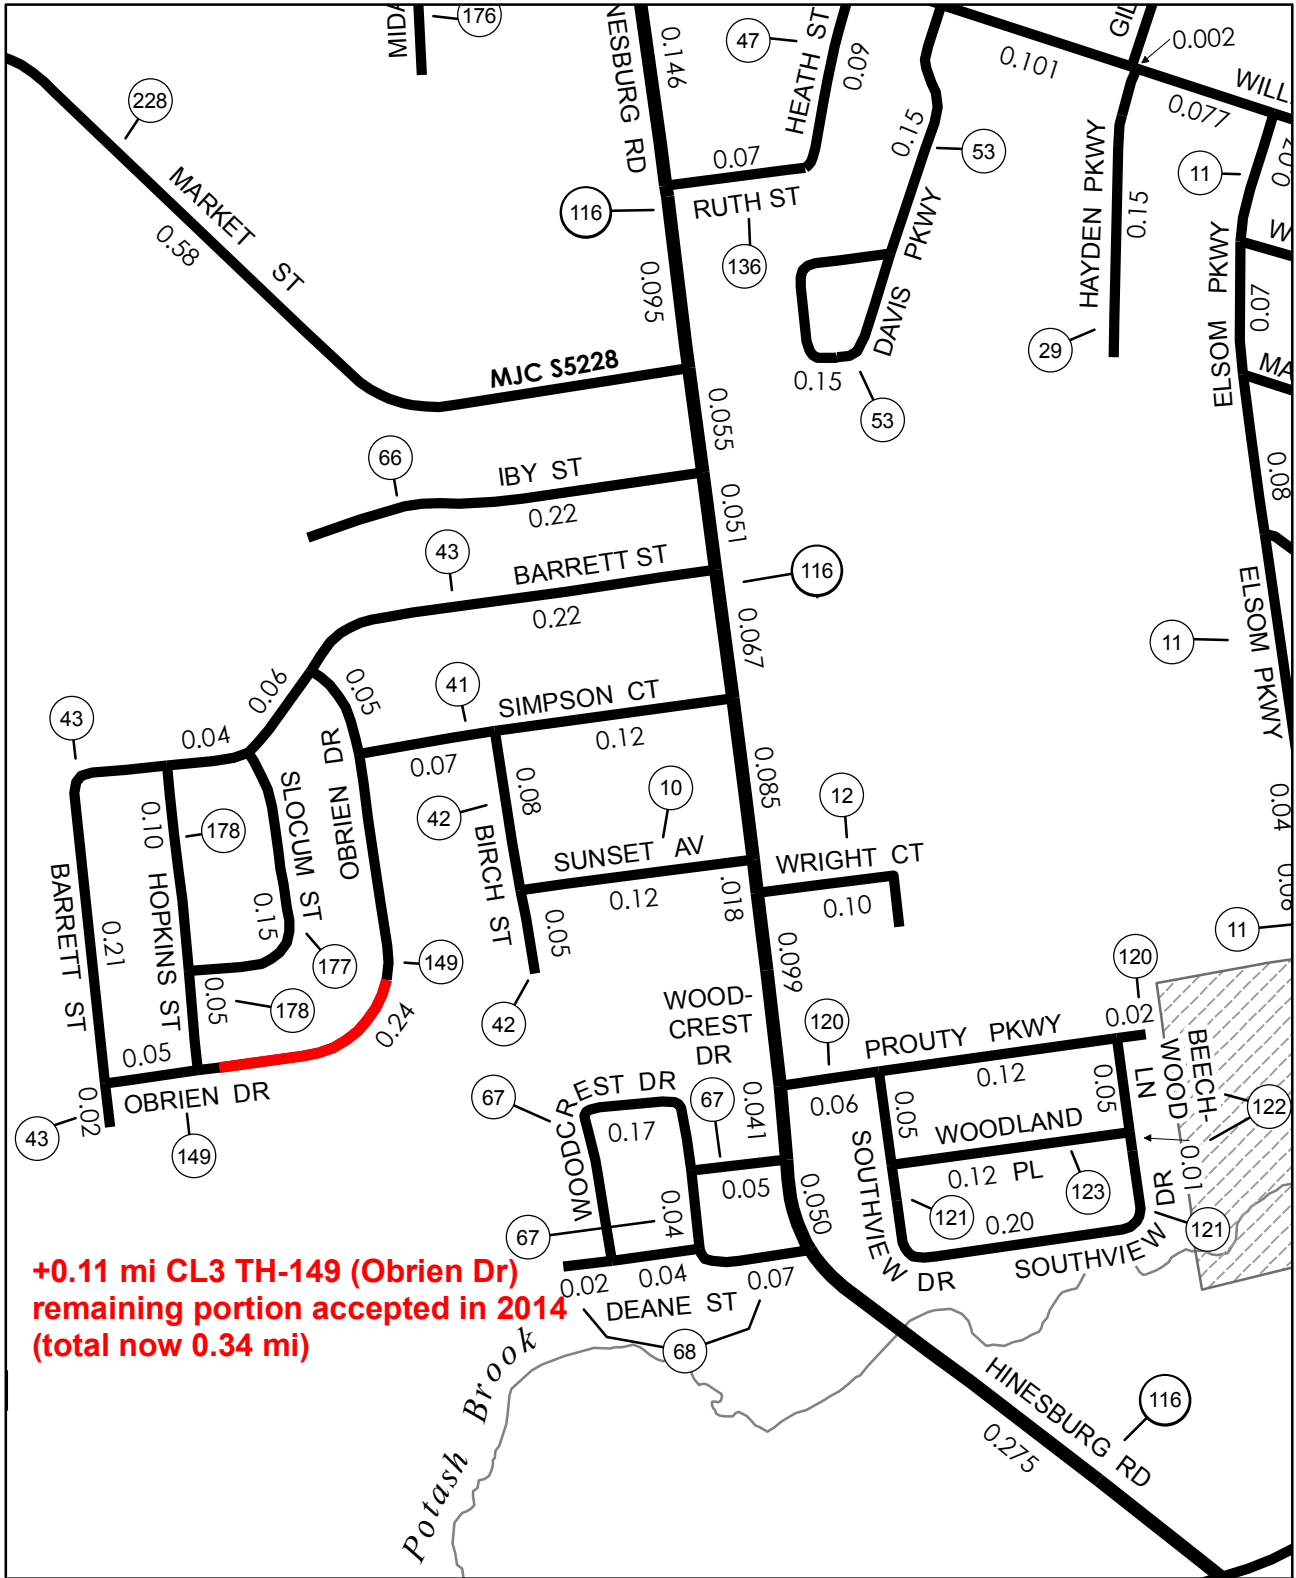 176
MIDA
NESBURG RD
0.146
47
HEATH ST
0.09
0.101
GIL
0.002
WILL
0.077
228
MARKET ST
0.58
0.07
RUTH ST
116
136
0.15
53
DAVIS PKWY
HAYDEN PKWY
0.15
29
11
ELSOM PKWY
0.07
W
0.07
MA
0.095
MJC S5228
0.15
53
0.055
66
IBY ST
0.22
0.051
0.08
43
BARRETT ST
0.22
116
0.067
ELSOM PKWY
11
0.06
0.05
41
SIMPSON CT
0.12
43
0.04
0.07
0.08
10
0.085
12
0.04
0.10
178
SLOCUM ST
OBRIEN DR
42
BIRCH ST
SUNSET AV
0.12
.018
WRIGHT CT
0.10
0.08
BARRETT ST
0.21
HOPKINS ST
0.15
177
149
0.05
42
0.099
11
120
0.05
178
0.24
WOOD-
CREST
DR
120
PROUTY PKWY
0.02
0.05
OBRIEN DR
0.02
43
149
67
WOODCREST DR
0.17
67
0.041
0.06
0.12
0.05
BEECH-
WOOD
LN
122
0.05
WOODLAND
0.12 PL
123
0.01
0.05
0.04
67
0.050
SOUTHVIEW DR
121
0.20
SOUTHVIEW DR
121
+0.11 mi CL3 TH-149 (Obrien Dr)
remaining portion accepted in 2014
(total now 0.34 mi)
0.02
0.04
0.07
DEANE ST
68
Potash Brook
HINESBURG RD
116
0.275